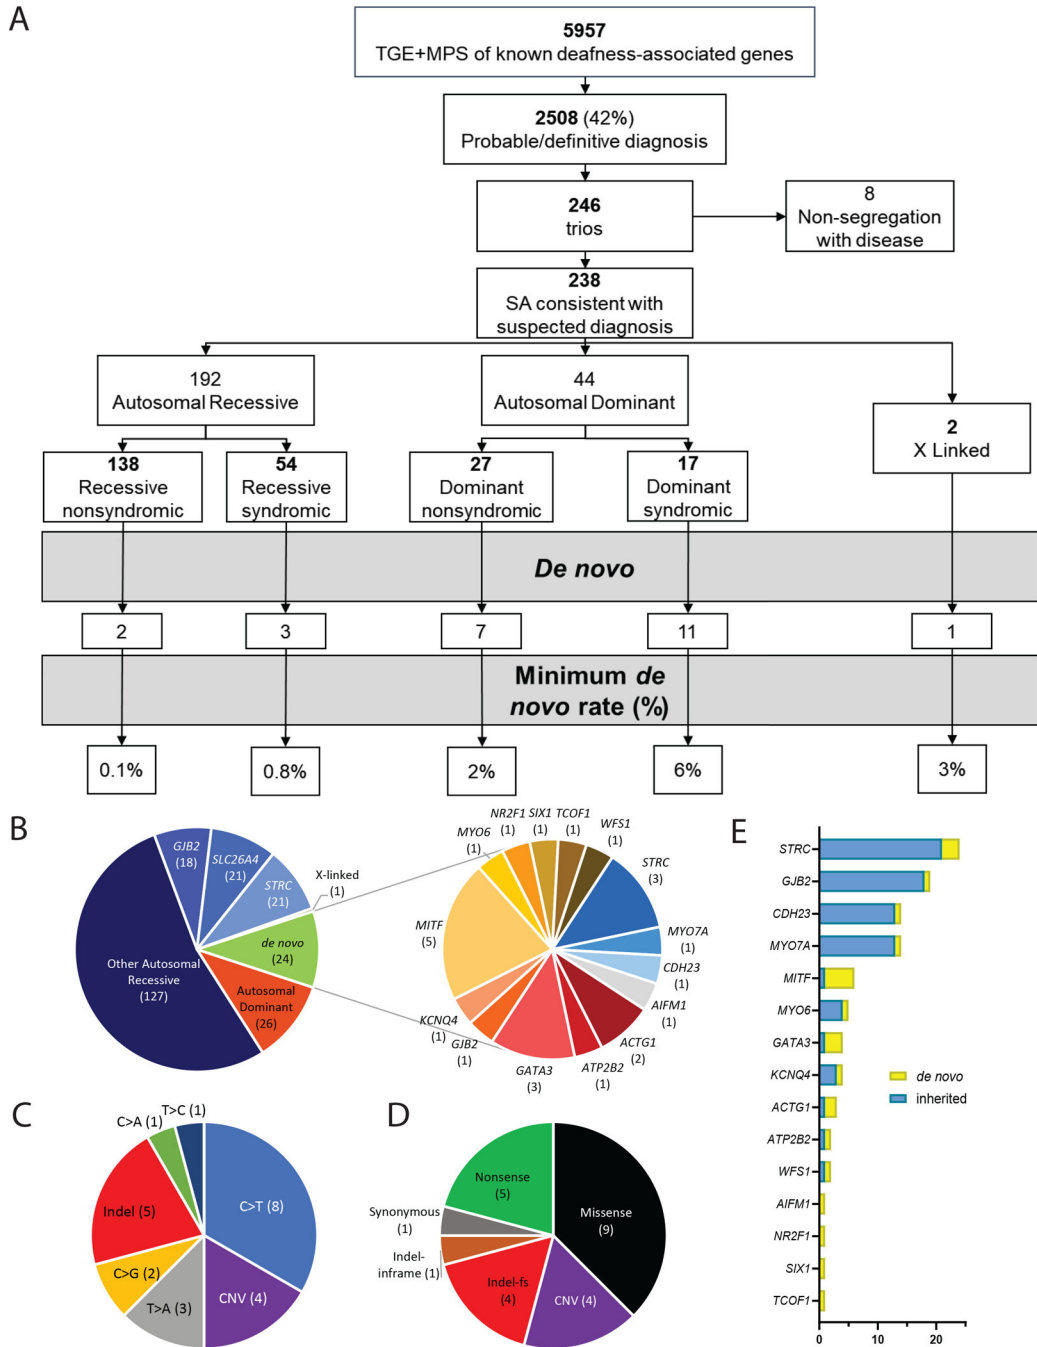 A
5957
TGE+MPS of known deafness-associated genes
2508 (42%)
Probable/definitive diagnosis
246
trios
8
Non-segregation
with disease
238
SA consistent with
suspected diagnosis
192
Autosomal Recessive
44
Autosomal Dominant
2
X Linked
138
Recessive
nonsyndromic
54
Recessive
syndromic
27
Dominant
nonsyndromic
17
Dominant
syndromic
De novo
2
3
7
11
1
Minimum de
novo rate (%)
0.1%
0.8%
2%
6%
3%
B
GJB2
(18)
SLC26A4
(21)
STRC
(21)
X-linked
(1)
de novo
(24)
Autosomal
Dominant
(26)
Other Autosomal
Recessive
(127)
MYO6
(1)
NR2F1
(1)
SIX1
(1)
TCOF1
(1)
WFS1
(1)
STRC
(3)
MYO7A
(1)
CDH23
(1)
AIFM1
(1)
ACTG1
(2)
ATP2B2
(1)
GATA3
(3)
GJB2
(1)
KCNQ4
(1)
MITF
(5)
C
C>A (1)
T>C (1)
C>T (8)
CNV (4)
T>A (3)
C>G (2)
Indel (5)
D
Nonsense
(5)
Missense
(9)
CNV (4)
Indel-fs
(4)
Indel-
inframe (1)
Synonymous
(1)
E
STRC
GJB2
CDH23
MYO7A
MITF
MYO6
GATA3
KCNQ4
ACTG1
ATP2B2
WFS1
AIFM1
NR2F1
SIX1
TCOF1
de novo
inherited
0 10 20